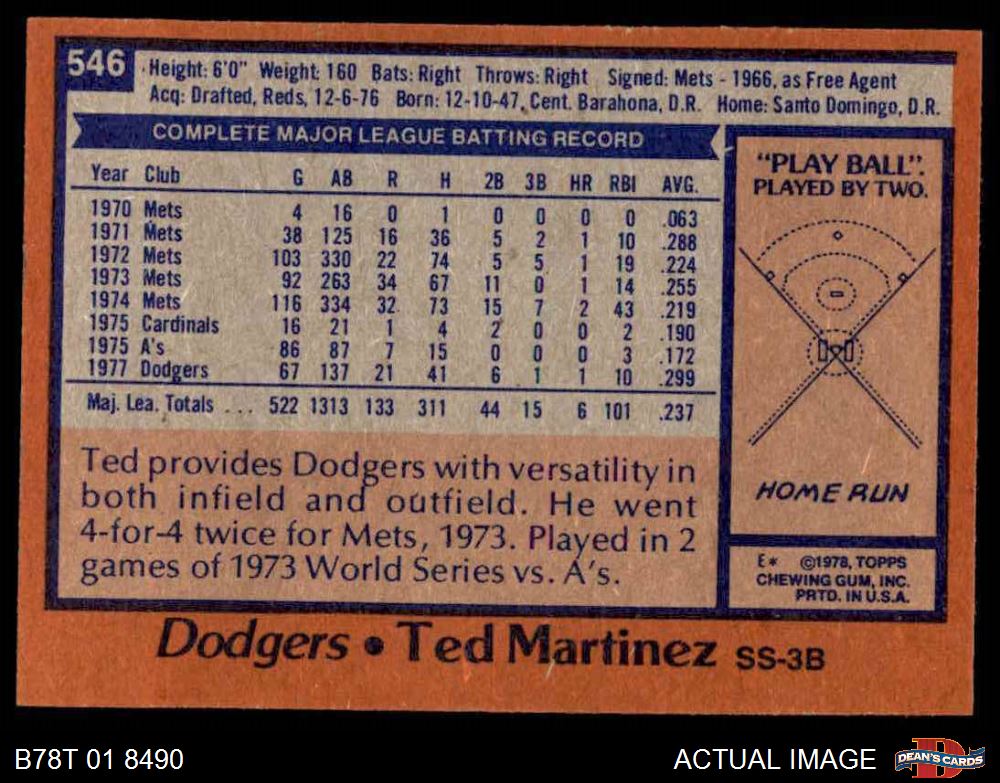 546
Height: 6'0" Weight: 160 Bats: Right Throws: Right Signed: Mets - 1966, as Free Agent
Acq: Drafted, Reds, 12-6-76 Born: 12-10-47, Cent. Barahona, D.R. Home: Santo Domingo, D.R.
COMPLETE MAJOR LEAGUE BATTING RECORD
Year Club G AB R H 2B 3B HR RBI AVG.
1970 Mets 4 16 0 1 0 0 0 0 .063
1971 Mets 38 125 16 36 5 2 1 10 .288
1972 Mets 103 330 22 74 5 5 1 19 .224
1973 Mets 92 263 34 67 11 0 1 14 .255
1974 Mets 116 334 32 73 15 7 2 43 .219
1975 Cardinals 16 21 1 4 2 0 0 2 .190
1975 A's 86 87 7 15 0 0 0 3 .172
1977 Dodgers 67 137 21 41 6 1 1 10 .299
Maj. Lea. Totals ... 522 1313 133 311 44 15 6 101 .237
Ted provides Dodgers with versatility in
both infield and outfield. He went
4-for-4 twice for Mets, 1973. Played in 2
games of 1973 World Series vs. A's.
"PLAY BALL".
PLAYED BY TWO.
HOME RUN
E* ©1978, TOPPS
CHEWING GUM, INC.
PRTD. IN U.S.A.
Dodgers • Ted Martinez SS-3B
B78T 01 8490
ACTUAL IMAGE
D
DEAN'S CARDS